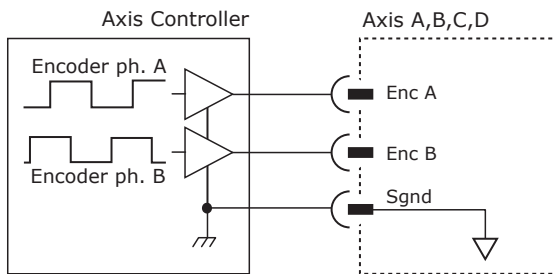 Axis Controller
Axis A,B,C,D
Encoder ph. A
Enc A
Enc B
Encoder ph. B
Sgnd